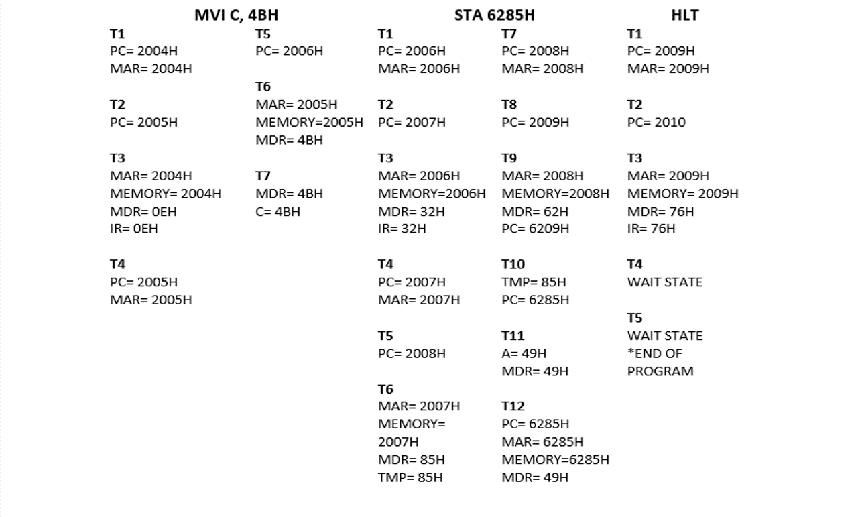 MVI C, 4BH
T1
PC= 2004H
MAR= 2004H
T2
PC= 2005H
T3
MAR= 2004H
MEMORY= 2004H
MDR= 0EH
IR= 0EH
T4
PC= 2005H
MAR= 2005H
T5
PC= 2006H
T6
MAR= 2005H
MEMORY=2005H
MDR= 4BH
T7
MDR= 4BH
C= 4BH
STA 6285H
T1
PC= 2006H
MAR= 2006H
T2
PC= 2007H
T3
MAR= 2006H
MEMORY=2006H
MDR= 32H
IR= 32H
T4
PC= 2007H
MAR= 2007H
T5
PC= 2008H
T6
MAR= 2007H
MEMORY=
2007H
MDR= 85H
TMP= 85H
T7
PC= 2008H
MAR= 2008H
T8
PC= 2009H
T9
MAR= 2008H
MEMORY=2008H
MDR= 62H
PC= 6209H
T10
TMP= 85H
PC= 6285H
T11
A= 49H
MDR= 49H
T12
PC= 6285H
MAR= 6285H
MEMORY=6285H
MDR= 49H
HLT
T1
PC= 2009H
MAR= 2009H
T2
PC= 2010
T3
MAR= 2009H
MEMORY= 2009H
MDR= 76H
IR= 76H
T4
WAIT STATE
T5
WAIT STATE
*END OF
PROGRAM